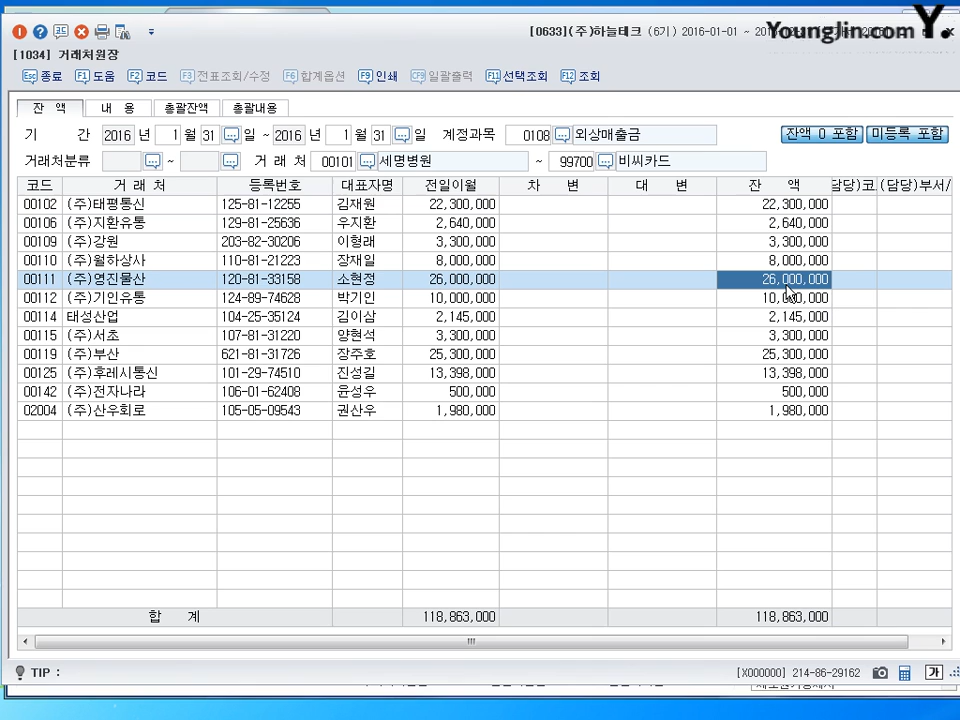 [0633](주)하늘테크 (6기) 2016-01-01 ~
Younglin.com Y.
[1034] 거래처원장
Esc 종료 F1 도움 F2 코드 F3 전표조회/수정 F6 합계옵션 F9 인쇄 CF9 일괄출력 F11 선택조회 F12 조회
잔 액 내 용 총괄잔액 총괄내용
기 간 2016 년 1 월 31 일 ~ 2016 년 1 월 31 일 계정과목 0108 외상매출금 잔액 0 포함 미등록 포함
거래처분류 ~ 거 래 처 00101 세명병원 ~ 99700 비씨카드
코드 거 래 처 등록번호 대표자명 전일이월 차 변 대 변 잔 액 담당)코 (담당)부서/
00102 (주)태평통신 125-81-12255 김재원 22,300,000 22,300,000
00106 (주)지환유통 129-81-25636 우지환 2,640,000 2,640,000
00109 (주)강원 203-82-30206 이형래 3,300,000 3,300,000
00110 (주)월하상사 110-81-21223 장재일 8,000,000 8,000,000
00111 (주)영진물산 120-81-33158 소현정 26,000,000 26,000,000
00112 (주)기인유통 124-89-74628 박기인 10,000,000 10,000,000
00114 태성산업 104-25-35124 김이삼 2,145,000 2,145,000
00115 (주)서초 107-81-31220 양현석 3,300,000 3,300,000
00119 (주)부산 621-81-31726 장주호 25,300,000 25,300,000
00125 (주)후레시통신 101-29-74510 진성길 13,398,000 13,398,000
00142 (주)전자나라 106-01-62408 윤성우 500,000 500,000
02004 (주)산우회로 105-05-09543 권산우 1,980,000 1,980,000
합 계 118,863,000 118,863,000
TIP : [X000000] 214-86-29162 가